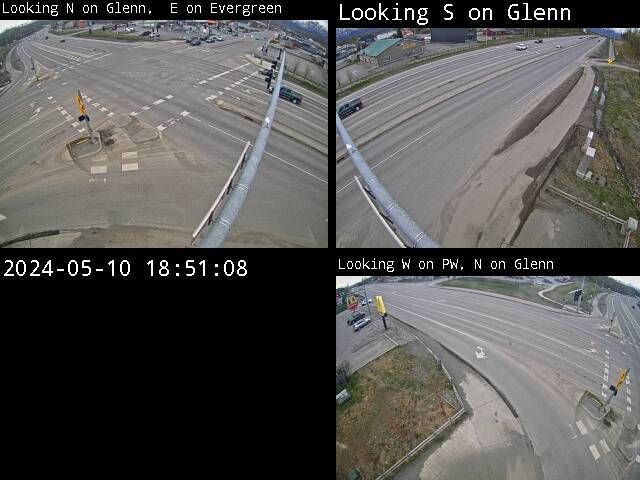 Looking N on Glenn, E on Evergreen
Looking S on Glenn
2024-05-10 18:51:08
Looking W on PW, N on Glenn